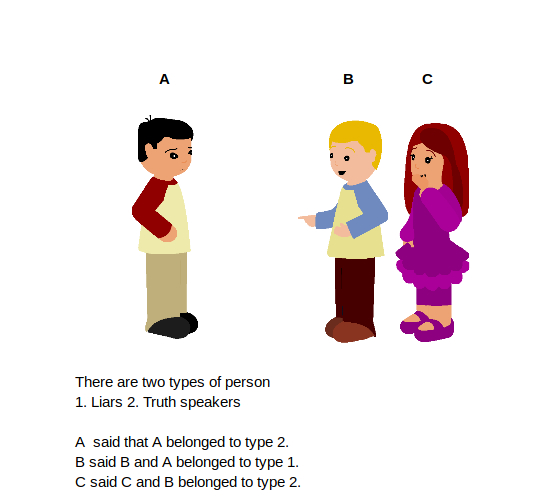 A B C
There are two types of person
1. Liars 2. Truth speakers
A said that A belonged to type 2.
B said B and A belonged to type 1.
C said C and B belonged to type 2.